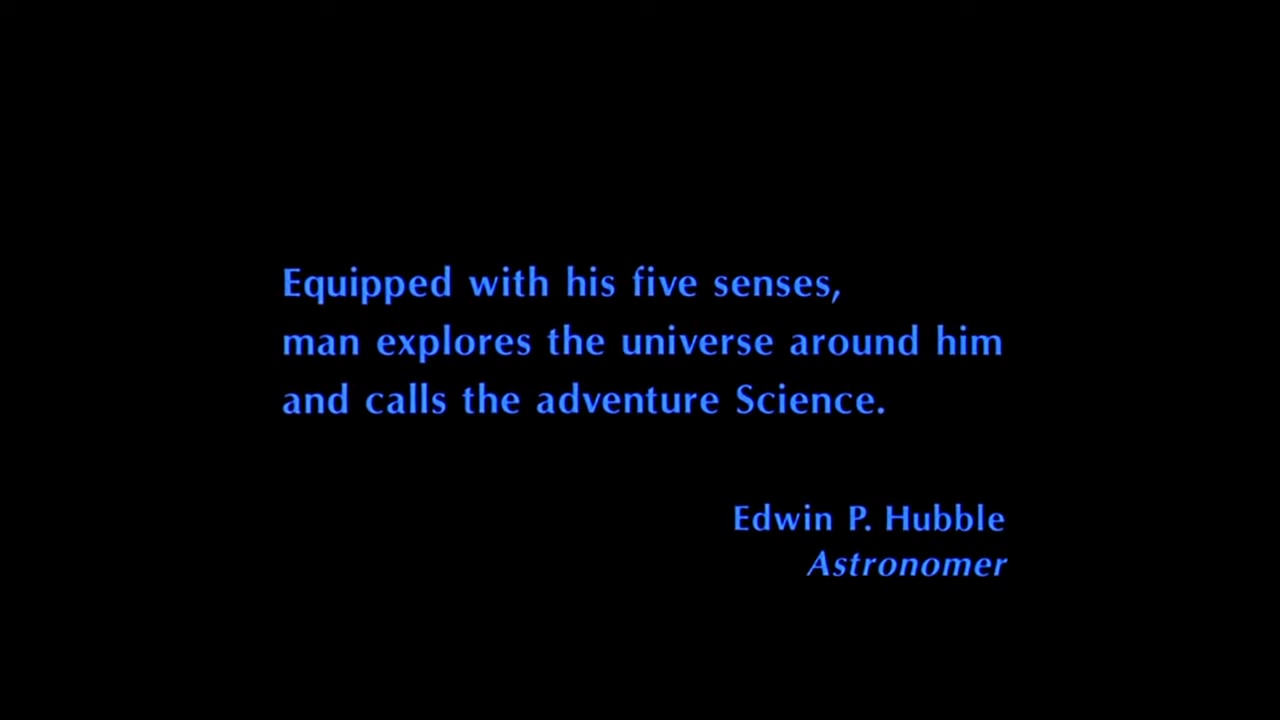 Equipped with his five senses,
man explores the universe around him
and calls the adventure Science.
Edwin P. Hubble
Astronomer